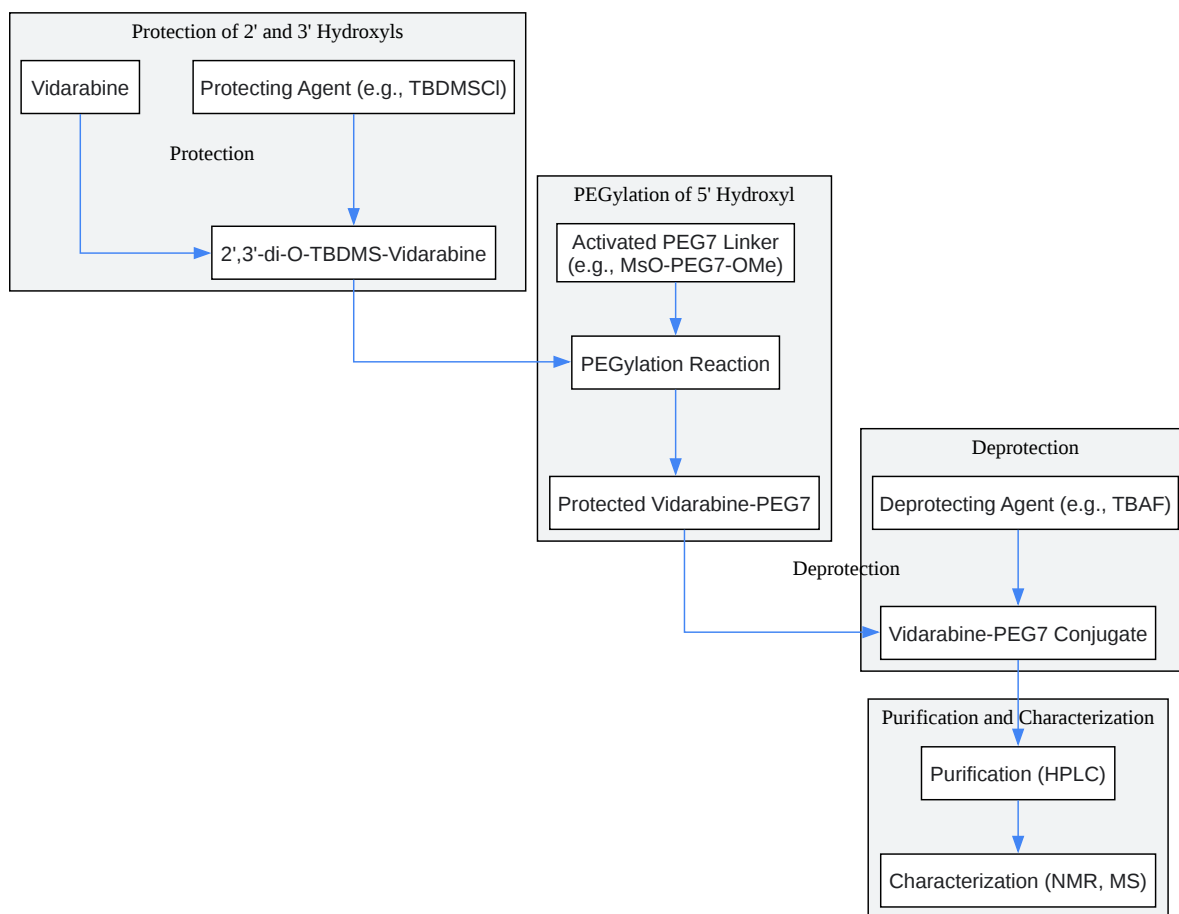 Protection of 2' and 3' Hydroxyls
Vidarabine
Protecting Agent (e.g., TBDMSCl)
Protection
2',3'-di-O-TBDMS-Vidarabine
PEGylation of 5' Hydroxyl
Activated PEG7 Linker
(e.g., MsO-PEG7-OMe)
PEGylation Reaction
Protected Vidarabine-PEG7
Deprotection
Deprotecting Agent (e.g., TBAF)
Deprotection
Vidarabine-PEG7 Conjugate
Purification and Characterization
Purification (HPLC)
Characterization (NMR, MS)